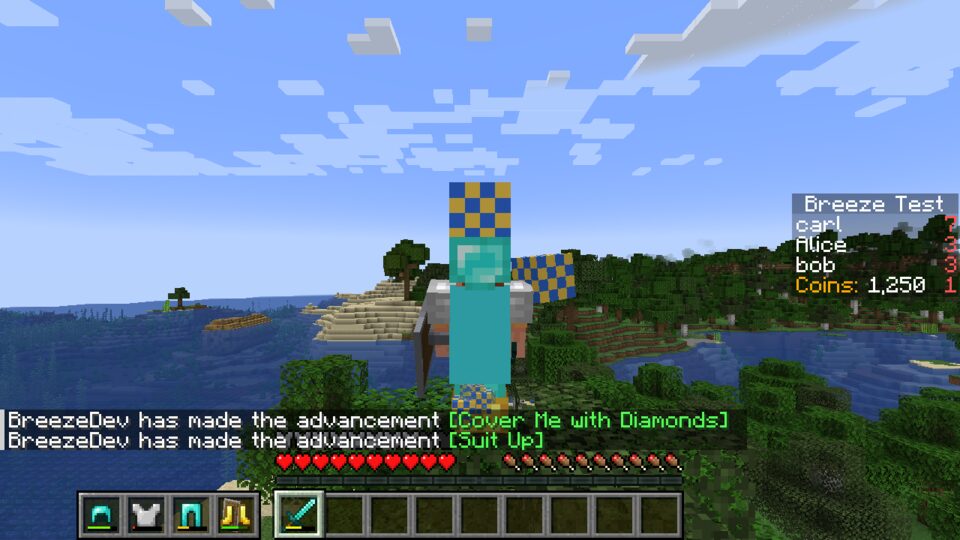 Breeze Test
carl 7
Alice 3
bob 3
Coins: 1,250 1
BreezeDev has made the advancement [Cover Me with Diamonds]
BreezeDev has made the advancement [Suit Up]